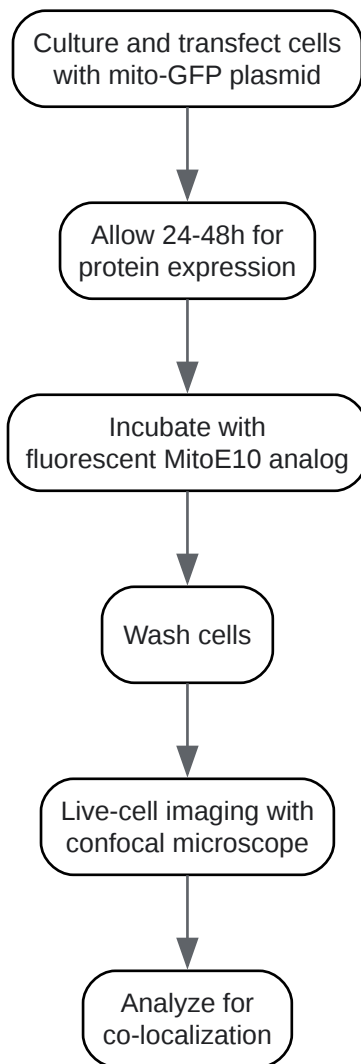 Culture and transfect cells
with mito-GFP plasmid
Allow 24-48h for
protein expression
Incubate with
fluorescent MitoE10 analog
Wash cells
Live-cell imaging with
confocal microscope
Analyze for
co-localization